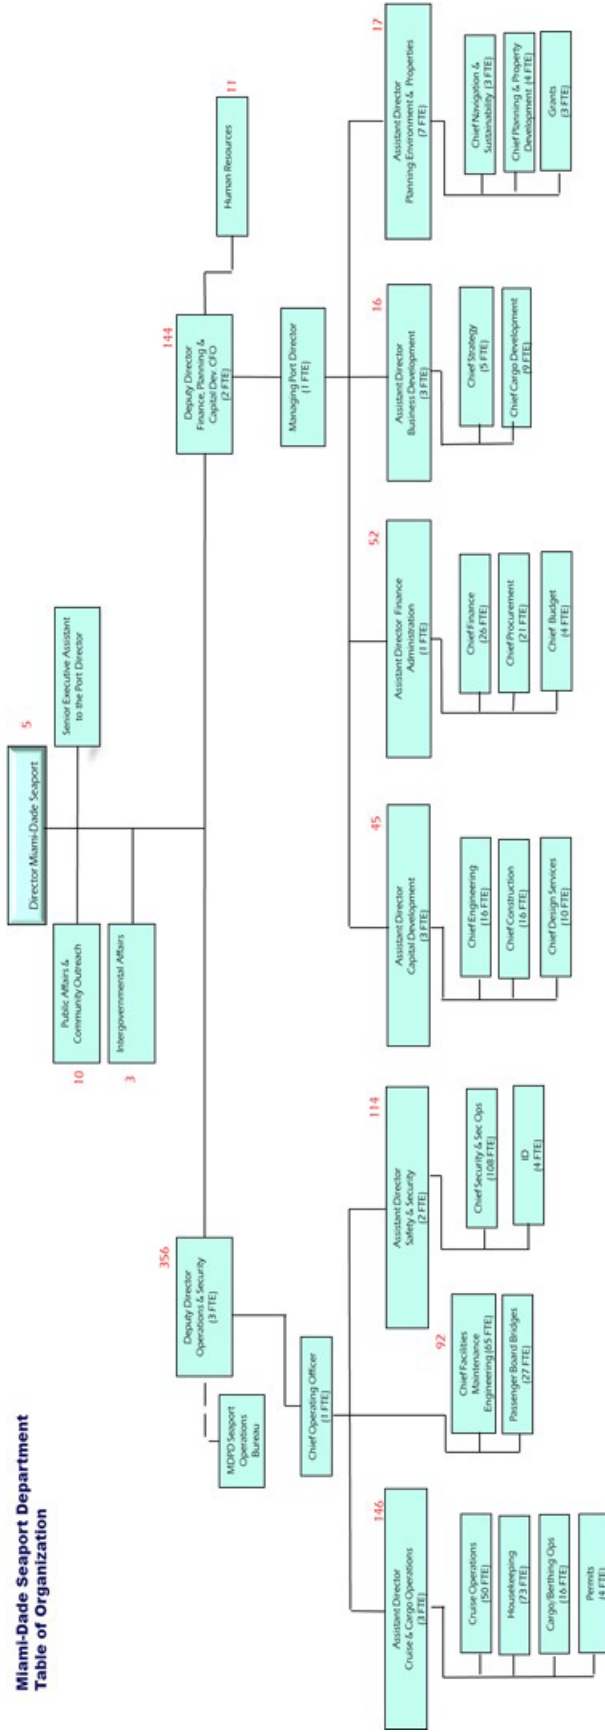 Miami-Dade Seaport Department
Table of Organization
Director Miami-Dade Seaport
5
Public Affairs &
Community Outreach
10
Senior Executive Assistant
to the Port Director
Intergovernmental Affairs
3
356
Deputy Director
Operations & Security
(3 FTE)
MDPD Seaport
Operations
Bureau
Chief Operating Officer
(1 FTE)
144
Deputy Director
Finance, Planning &
Capital Dev. CFO
(2 FTE)
Human Resources
11
Managing Port Director
(1 FTE)
146
Assistant Director
Cruise & Cargo Operations
(3 FTE)
Cruise Operations
(50 FTE)
Housekeeping
(73 FTE)
Cargo/Berthing Ops
(16 FTE)
Permits
(4 FTE)
92
Chief Facilities
Maintenance
Engineering (65 FTE)
Passenger Board Bridges
(27 FTE)
114
Assistant Director
Safety & Security
(2 FTE)
Chief Security & Sec Ops
(108 FTE)
ID
(4 FTE)
45
Assistant Director
Capital Development
(3 FTE)
Chief Engineering
(16 FTE)
Chief Construction
(16 FTE)
Chief Design Services
(10 FTE)
52
Assistant Director Finance
Administration
(1 FTE)
Chief Finance
(26 FTE)
Chief Procurement
(21 FTE)
Chief Budget
(4 FTE)
16
Assistant Director
Business Development
(3 FTE)
Chief Strategy
(5 FTE)
Chief Cargo Development
(9 FTE)
17
Assistant Director
Planning Environment & Properties
(7 FTE)
Chief Navigation &
Sustainability (3 FTE)
Chief Planning & Property
Development (4 FTE)
Grants
(3 FTE)